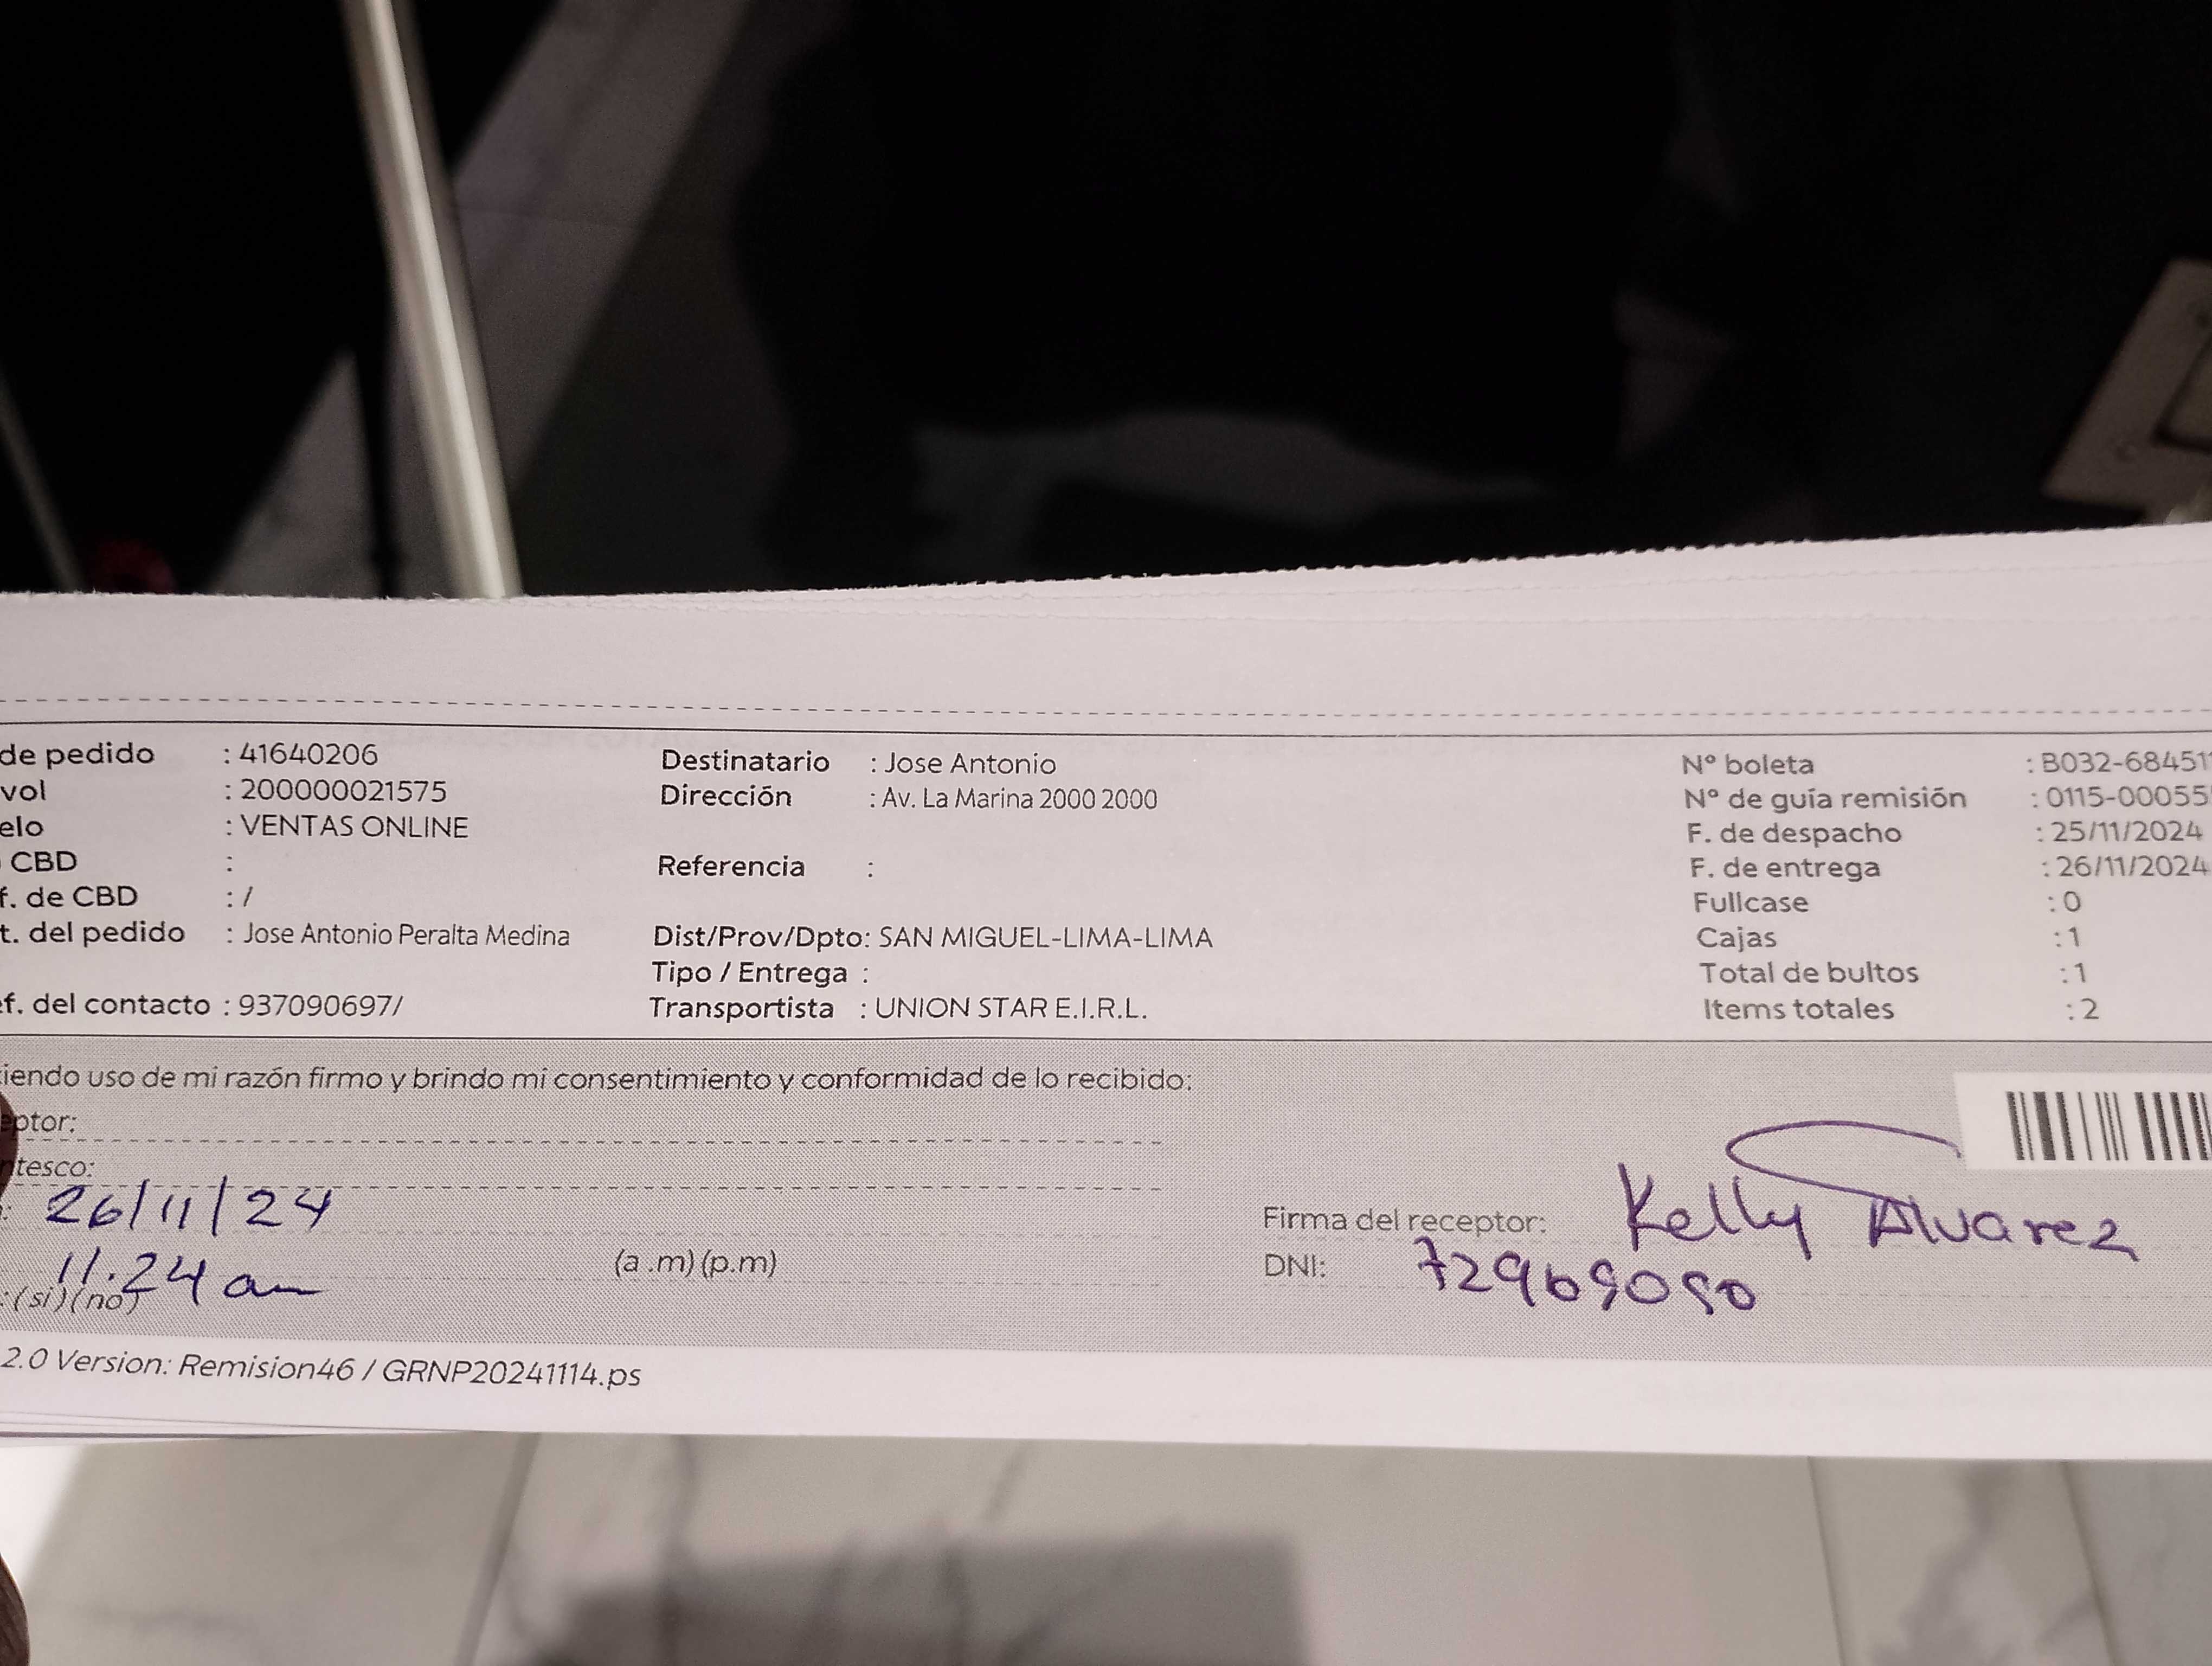 de pedido : 41640206
vol : 200000021575
elo : VENTAS ONLINE
CBD :
f. de CBD : /
t. del pedido : Jose Antonio Peralta Medina
ef. del contacto : 937090697/
Destinatario : Jose Antonio
Dirección : Av. La Marina 2000 2000
Referencia :
Dist/Prov/Dpto: SAN MIGUEL-LIMA-LIMA
Tipo / Entrega :
Transportista : UNION STAR E.I.R.L.
N° boleta : B032-68451
N° de guía remisión : 0115-00055
F. de despacho : 25/11/2024
F. de entrega : 26/11/2024
Fullcase : 0
Cajas : 1
Total de bultos : 1
Items totales : 2
iendo uso de mi razón firmo y brindo mi consentimiento y conformidad de lo recibido:
eptor:
ntesco:
26/11/24
11.24 am (a .m) (p.m)
: (si) (no)
Firma del receptor: Kelly Alvarez
DNI: 72969090
2.0 Version: Remision46 / GRNP20241114.ps